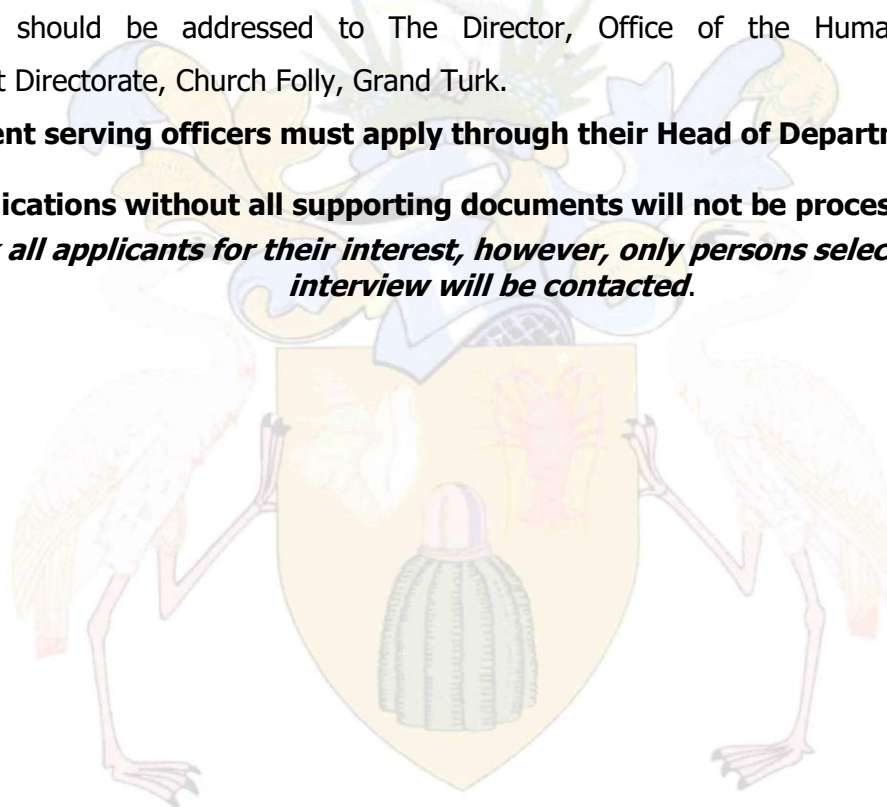 should be addressed to The Director, Office of the Huma
t Directorate, Church Folly, Grand Turk.
ent serving officers must apply through their Head of Departm
ications without all supporting documents will not be proces
all applicants for their interest, however, only persons selec
interview will be contacted.